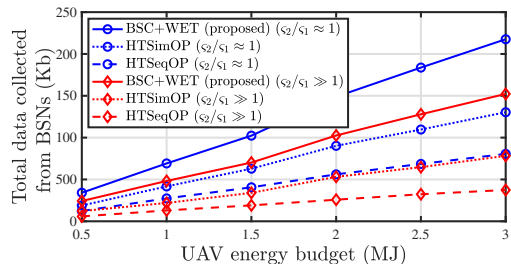 Total data collected
from BSNs (Kb)
250
200
150
100
50
0
BSC+WET (proposed) (ς₂/ς₁ ≈ 1)
HTSimOP (ς₂/ς₁ ≈ 1)
HTSeqOP (ς₂/ς₁ ≈ 1)
BSC+WET (proposed) (ς₂/ς₁ ≫ 1)
HTSimOP (ς₂/ς₁ ≫ 1)
HTSeqOP (ς₂/ς₁ ≫ 1)
0.5 1 1.5 2 2.5 3
UAV energy budget (MJ)